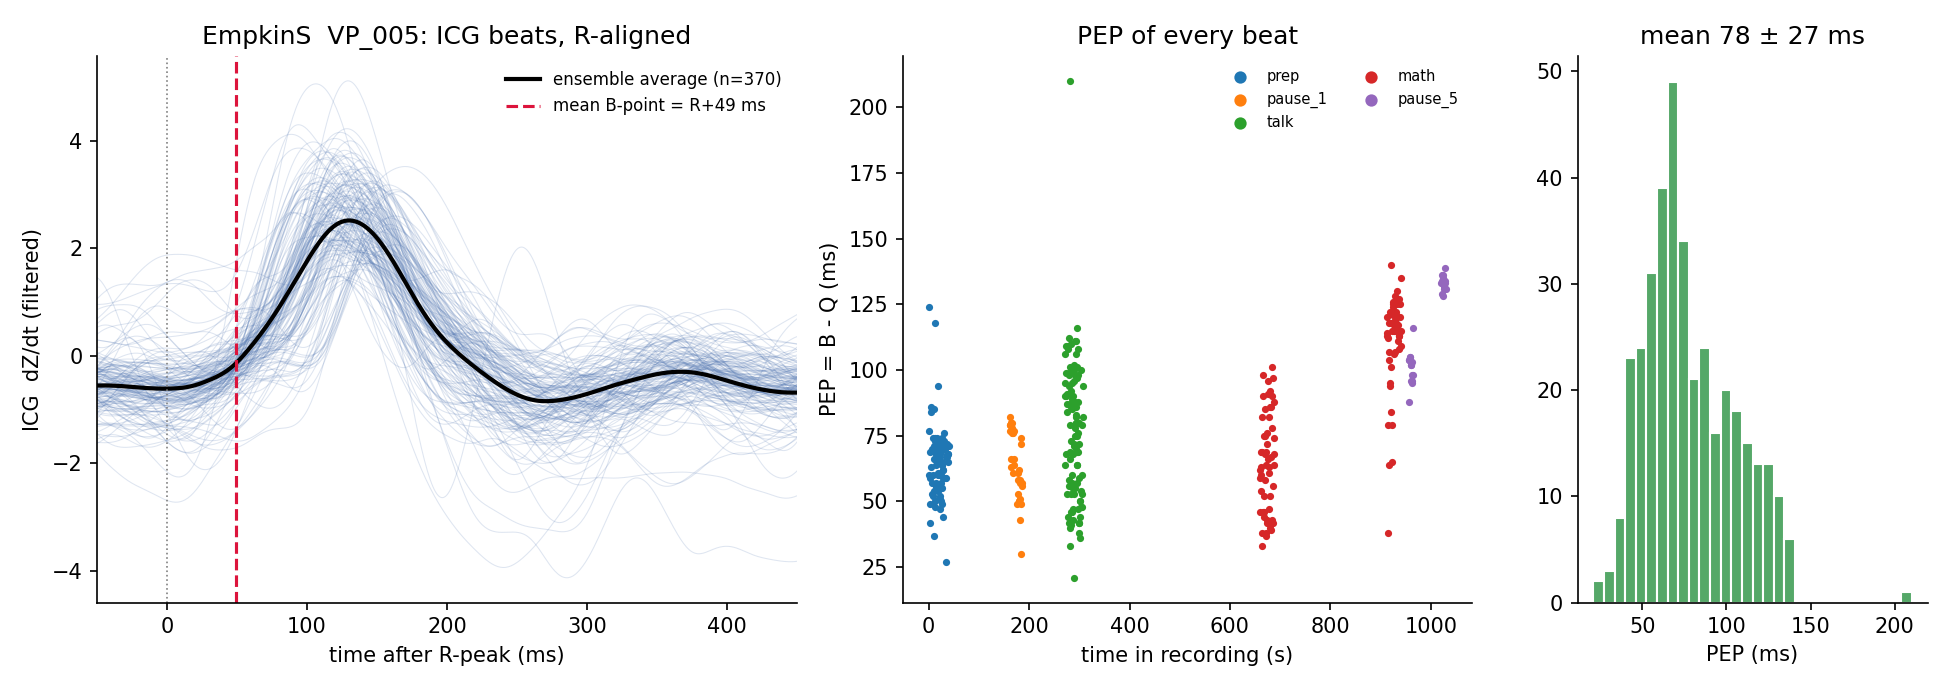 EmpkinS  VP_005: ICG beats, R-aligned
ensemble average (n=370)
mean B-point = R+49 ms
4
2
0
−2
−4
ICG  dZ/dt (filtered)
0
100
200
300
400
time after R-peak (ms)
PEP of every beat
prep
pause_1
talk
math
pause_5
200
175
150
125
100
75
50
25
PEP = B - Q (ms)
0
200
400
600
800
1000
time in recording (s)
mean 78 ± 27 ms
50
40
30
20
10
0
50
100
150
200
PEP (ms)